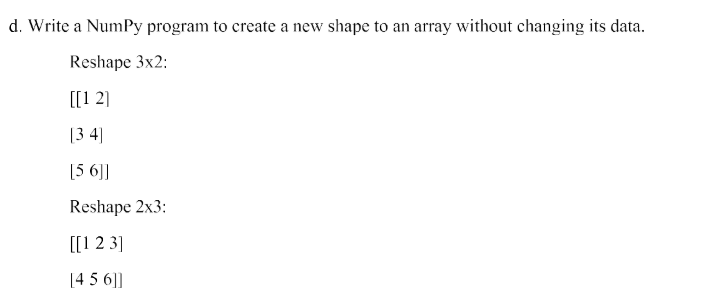 d. Write a NumPy program to create a new shape to an array without changing its data.
Reshape 3x2:
[[1 2]
[3 4]
[5 6]]
Reshape 2x3:
[[1 2 3]
[4 5 6]]